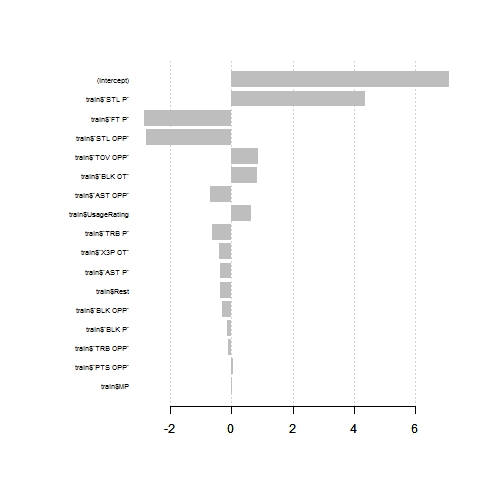 (Intercept)
train$`STL P`
train$`FT P`
train$`STL OPP`
train$`TOV OPP`
train$`BLK OT`
train$`AST OPP`
train$UsageRating
train$`TRB P`
train$`X3P OT`
train$`AST P`
train$Rest
train$`BLK OPP`
train$`BLK P`
train$`TRB OPP`
train$`PTS OPP`
train$MP
-2 0 2 4 6